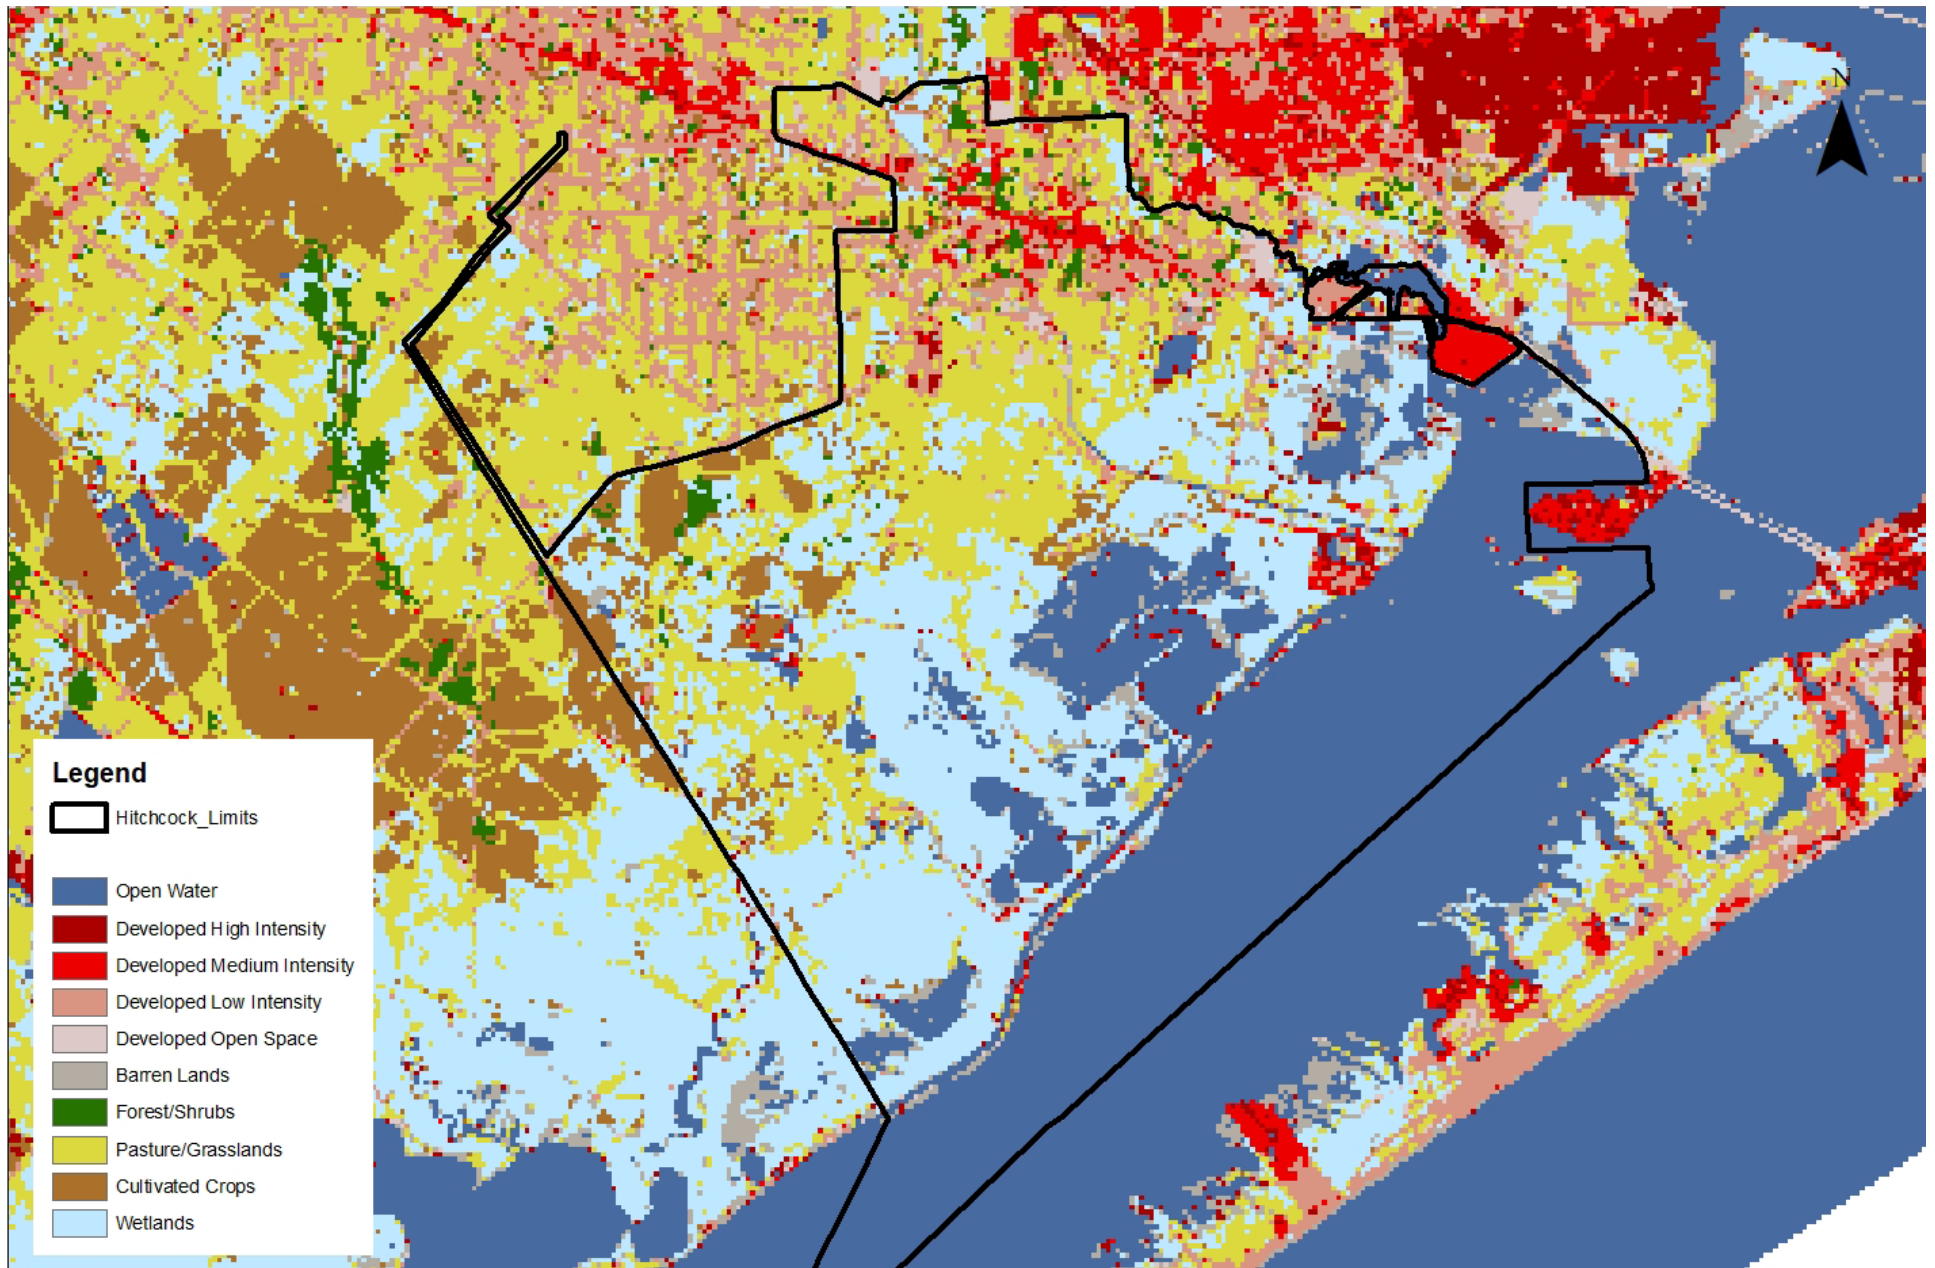 N
Legend
Hitchcock_Limits
Open Water
Developed High Intensity
Developed Medium Intensity
Developed Low Intensity
Developed Open Space
Barren Lands
Forest/Shrubs
Pasture/Grasslands
Cultivated Crops
Wetlands